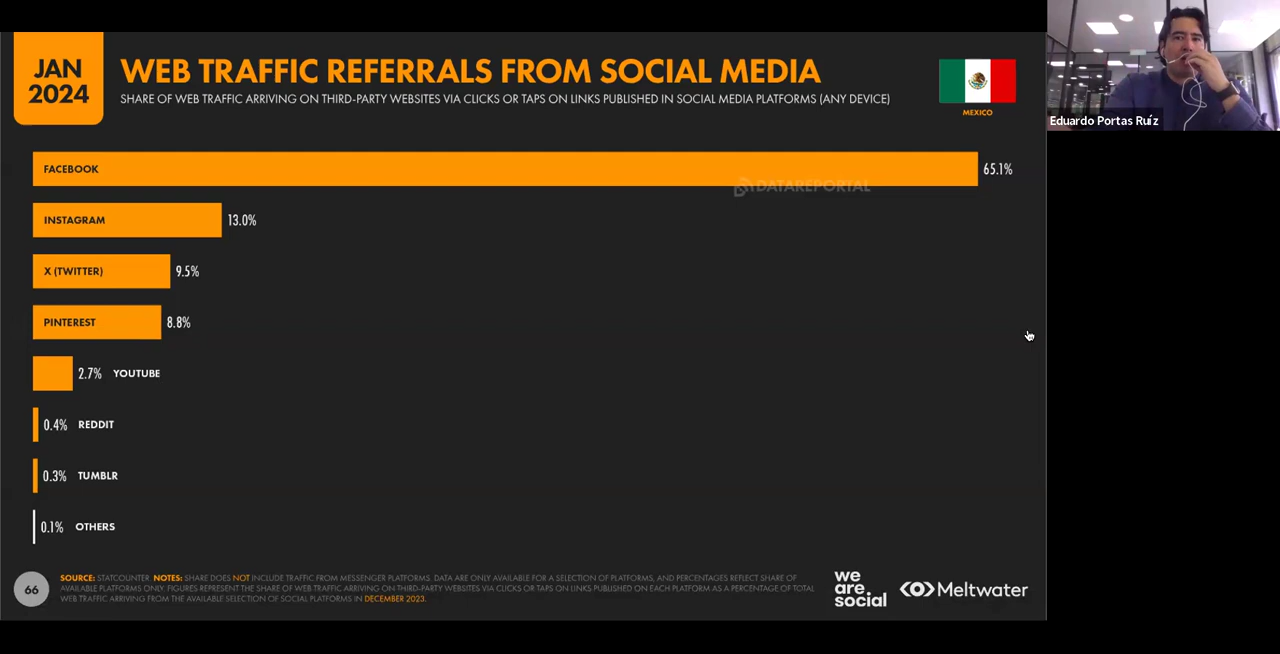 JAN
2024
WEB TRAFFIC REFERRALS FROM SOCIAL MEDIA
SHARE OF WEB TRAFFIC ARRIVING ON THIRD-PARTY WEBSITES VIA CLICKS OR TAPS ON LINKS PUBLISHED IN SOCIAL MEDIA PLATFORMS (ANY DEVICE)
MEXICO
Eduardo Portas Ruíz
FACEBOOK 65.1%
DATAREPORTAL
INSTAGRAM 13.0%
X (TWITTER) 9.5%
PINTEREST 8.8%
2.7% YOUTUBE
0.4% REDDIT
0.3% TUMBLR
0.1% OTHERS
66
SOURCE: STATCOUNTER. NOTES: SHARE DOES NOT INCLUDE TRAFFIC FROM MESSENGER PLATFORMS. DATA ARE ONLY AVAILABLE FOR A SELECTION OF PLATFORMS, AND PERCENTAGES REFLECT SHARE OF
AVAILABLE PLATFORMS ONLY. FIGURES REPRESENT THE SHARE OF WEB TRAFFIC ARRIVING ON THIRD-PARTY WEBSITES VIA CLICKS OR TAPS ON LINKS PUBLISHED ON EACH PLATFORM AS A PERCENTAGE OF TOTAL
WEB TRAFFIC ARRIVING FROM THE AVAILABLE SELECTION OF SOCIAL PLATFORMS IN DECEMBER 2023.
we
are
social
Meltwater